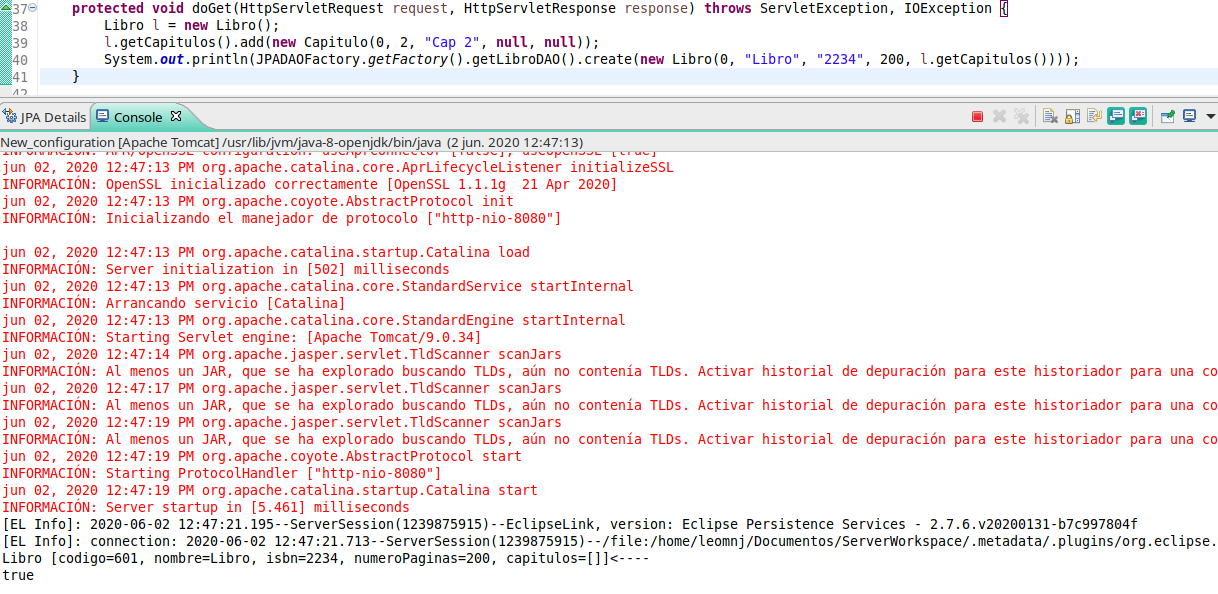 37 protected void doGet(HttpServletRequest request, HttpServletResponse response) throws ServletException, IOException {
38 Libro l = new Libro();
39 l.getCapitulos().add(new Capitulo(0, 2, "Cap 2", null, null));
40 System.out.println(JPADAOFactory.getFactory().getLibroDAO().create(new Libro(0, "Libro", "2234", 200, l.getCapitulos())));
41 }
42
JPA Details Console
New_configuration [Apache Tomcat] /usr/lib/jvm/java-8-openjdk/bin/java (2 jun. 2020 12:47:13)
jun 02, 2020 12:47:13 PM org.apache.catalina.core.AprLifecycleListener initializeSSL
INFORMACIÓN: OpenSSL inicializado correctamente [OpenSSL 1.1.1g  21 Apr 2020]
jun 02, 2020 12:47:13 PM org.apache.coyote.AbstractProtocol init
INFORMACIÓN: Inicializando el manejador de protocolo ["http-nio-8080"]
jun 02, 2020 12:47:13 PM org.apache.catalina.startup.Catalina load
INFORMACIÓN: Server initialization in [502] milliseconds
jun 02, 2020 12:47:13 PM org.apache.catalina.core.StandardService startInternal
INFORMACIÓN: Arrancando servicio [Catalina]
jun 02, 2020 12:47:13 PM org.apache.catalina.core.StandardEngine startInternal
INFORMACIÓN: Starting Servlet engine: [Apache Tomcat/9.0.34]
jun 02, 2020 12:47:14 PM org.apache.jasper.servlet.TldScanner scanJars
INFORMACIÓN: Al menos un JAR, que se ha explorado buscando TLDs, aún no contenía TLDs. Activar historial de depuración para este historiador para una co
jun 02, 2020 12:47:17 PM org.apache.jasper.servlet.TldScanner scanJars
INFORMACIÓN: Al menos un JAR, que se ha explorado buscando TLDs, aún no contenía TLDs. Activar historial de depuración para este historiador para una co
jun 02, 2020 12:47:19 PM org.apache.jasper.servlet.TldScanner scanJars
INFORMACIÓN: Al menos un JAR, que se ha explorado buscando TLDs, aún no contenía TLDs. Activar historial de depuración para este historiador para una co
jun 02, 2020 12:47:19 PM org.apache.coyote.AbstractProtocol start
INFORMACIÓN: Starting ProtocolHandler ["http-nio-8080"]
jun 02, 2020 12:47:19 PM org.apache.catalina.startup.Catalina start
INFORMACIÓN: Server startup in [5.461] milliseconds
[EL Info]: 2020-06-02 12:47:21.195--ServerSession(1239875915)--EclipseLink, version: Eclipse Persistence Services - 2.7.6.v20200131-b7c997804f
[EL Info]: connection: 2020-06-02 12:47:21.713--ServerSession(1239875915)--/file:/home/leomnj/Documentos/ServerWorkspace/.metadata/.plugins/org.eclipse.
Libro [codigo=601, nombre=Libro, isbn=2234, numeroPaginas=200, capitulos=[]]<----
true